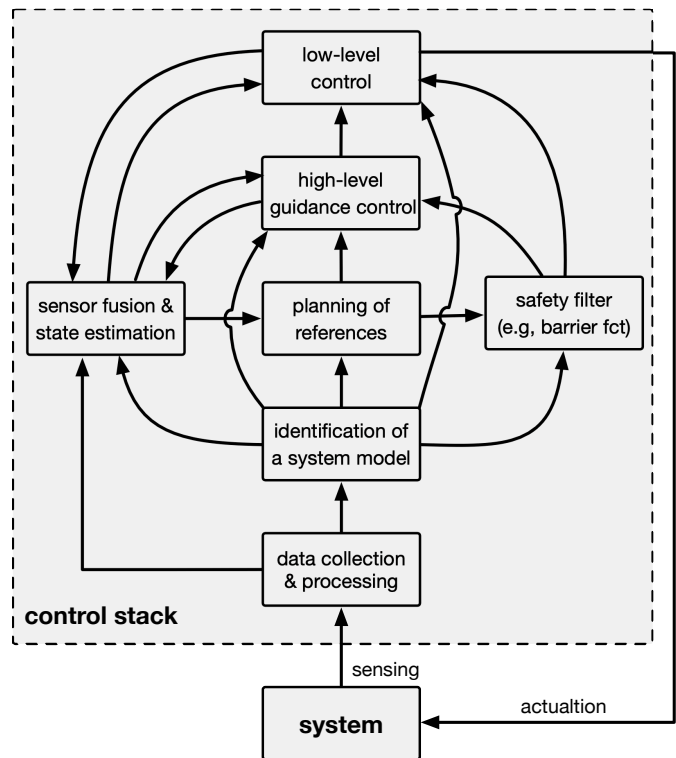 low-level
control
high-level
guidance control
sensor fusion &
state estimation
planning of
references
safety filter
(e.g, barrier fct)
identification of
a system model
data collection
& processing
control stack
sensing
actualtion
system